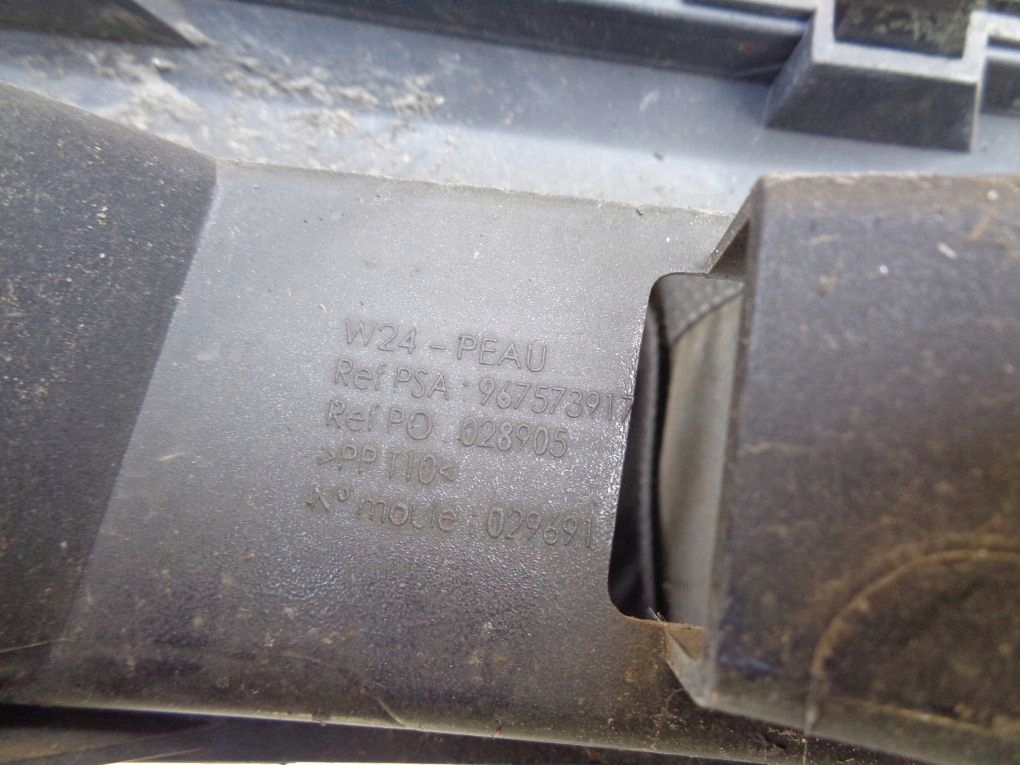 W24 - PEAU
Ref PSA : 967573917
Ref PO : 028905
>PP T10<
N° moule : 029691